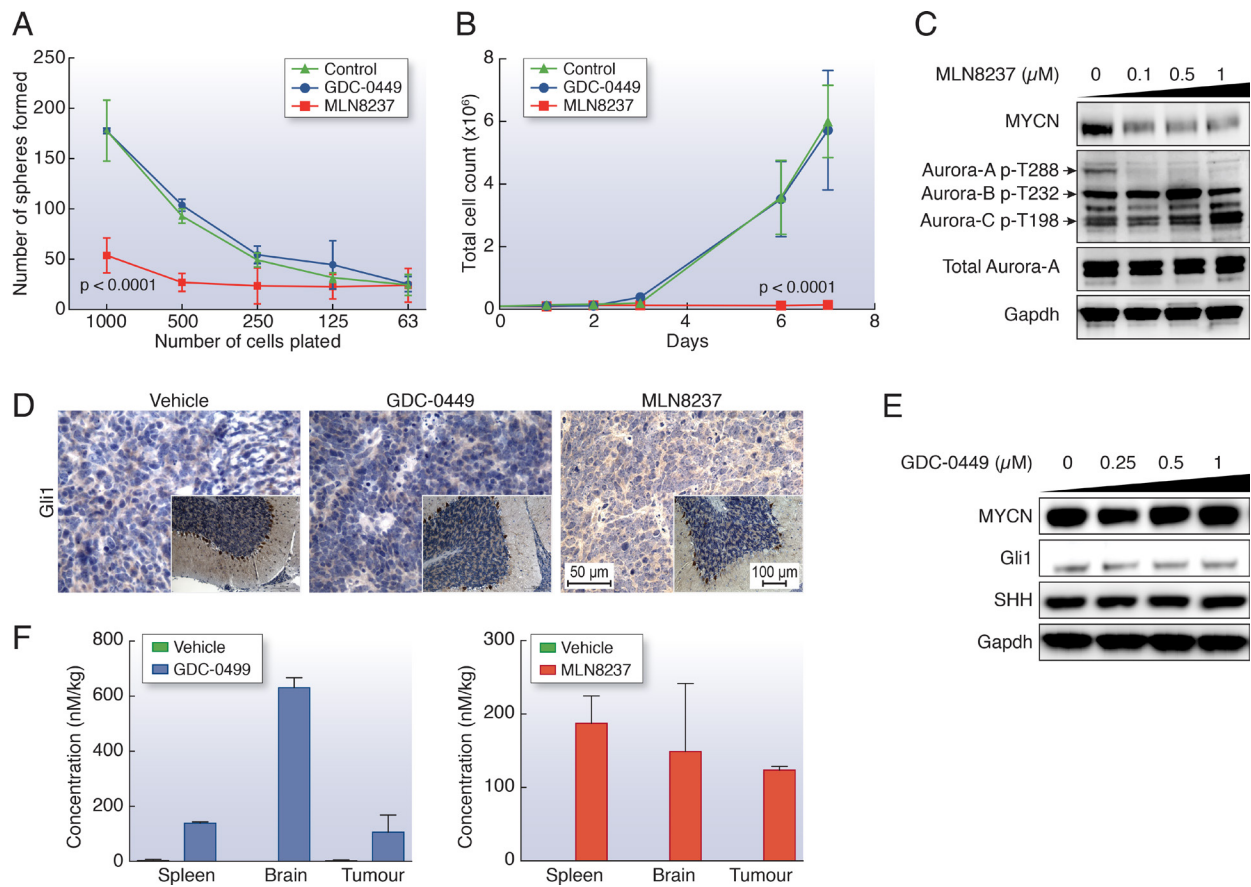 A
250
200
150
100
50
0
Number of spheres formed
Control
GDC-0449
MLN8237
p < 0.0001
1000 500 250 125 63
Number of cells plated
B
8
6
4
2
0
Total cell count (x10⁶)
Control
GDC-0449
MLN8237
p < 0.0001
0 2 4 6 8
Days
C
MLN8237 (µM) 0 0.1 0.5 1
MYCN
Aurora-A p-T288
Aurora-B p-T232
Aurora-C p-T198
Total Aurora-A
Gapdh
D
Vehicle GDC-0449 MLN8237
Gli1
50 µm
100 µm
E
GDC-0449 (µM) 0 0.25 0.5 1
MYCN
Gli1
SHH
Gapdh
F
800
600
400
200
0
Concentration (nM/kg)
Vehicle
GDC-0499
Spleen Brain Tumour
300
200
100
0
Concentration (nM/kg)
Vehicle
MLN8237
Spleen Brain Tumour